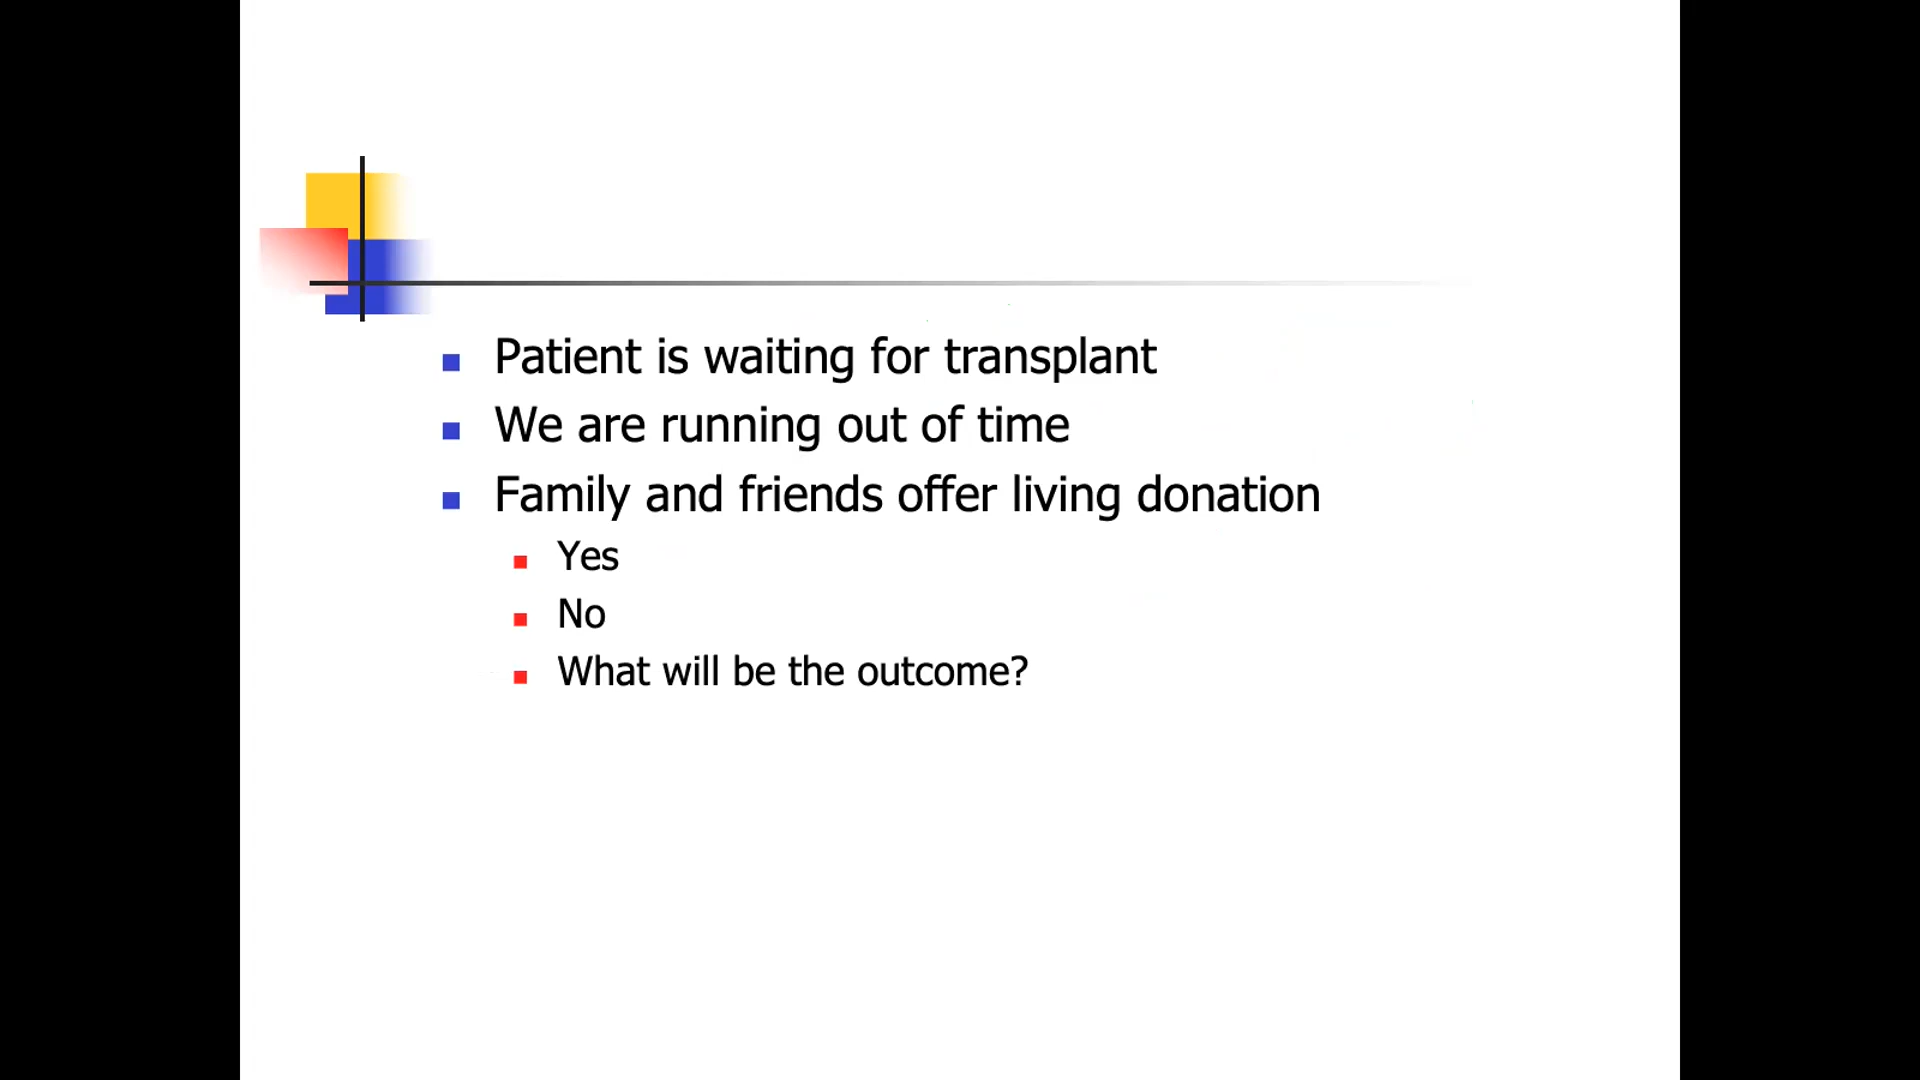 Patient is waiting for transplant
We are running out of time
Family and friends offer living donation
Yes
No
What will be the outcome?